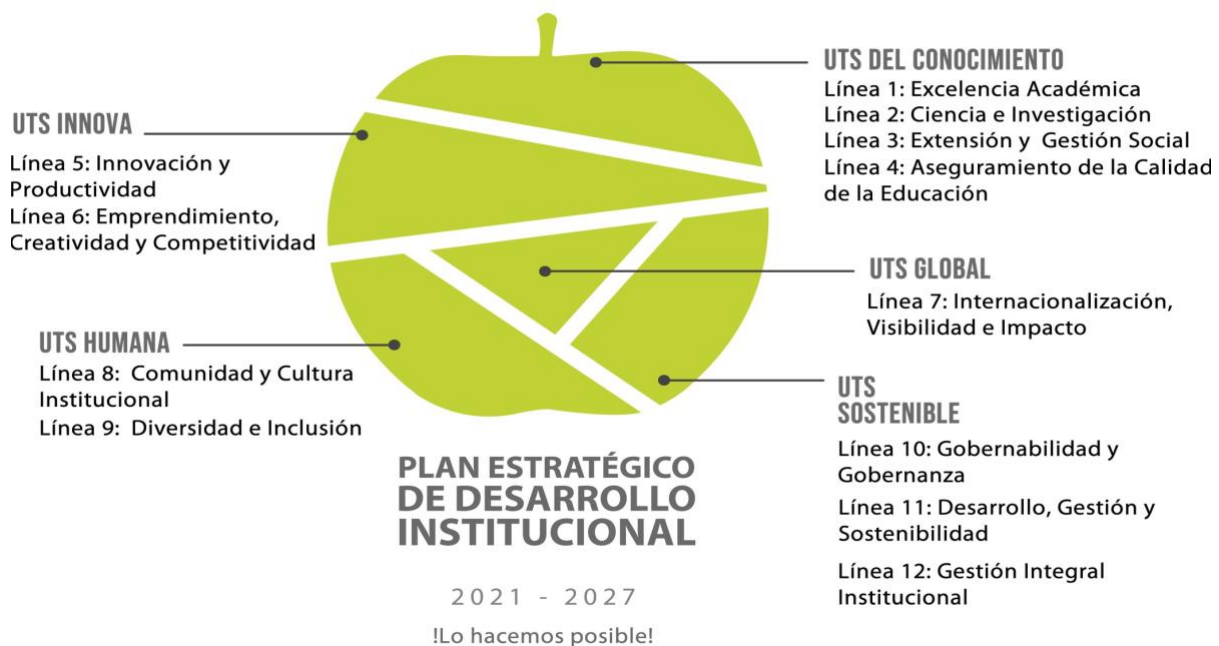 UTS DEL CONOCIMIENTO
Línea 1: Excelencia Académica
Línea 2: Ciencia e Investigación
Línea 3: Extensión y Gestión Social
Línea 4: Aseguramiento de la Calidad
de la Educación
UTS INNOVA
Línea 5: Innovación y
Productividad
Línea 6: Emprendimiento,
Creatividad y Competitividad
UTS GLOBAL
Línea 7: Internacionalización,
Visibilidad e Impacto
UTS HUMANA
Línea 8: Comunidad y Cultura
Institucional
Línea 9: Diversidad e Inclusión
UTS
SOSTENIBLE
Línea 10: Gobernabilidad y
Gobernanza
Línea 11: Desarrollo, Gestión y
Sostenibilidad
Línea 12: Gestión Integral
Institucional
PLAN ESTRATÉGICO
DE DESARROLLO
INSTITUCIONAL
2021 - 2027
!Lo hacemos posible!